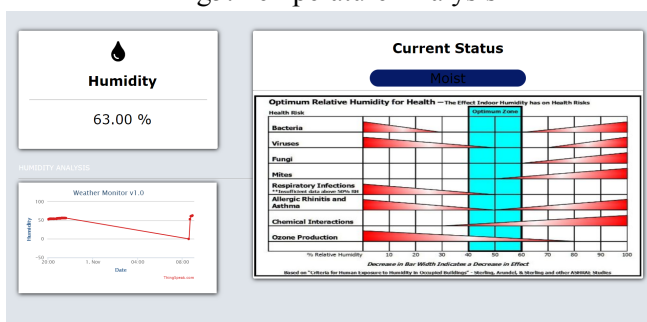 Humidity
63.00 %
HUMIDITY ANALYSIS
Weather Monitor v1.0
Humidity
100
50
0
-50
20:00
1. Nov
04:00
08:00
Date
ThingSpeak.com
Current Status
Moist
Optimum Relative Humidity for Health — The Effect Indoor Humidity has on Health Risks
Health Risk
Optimum Zone
Bacteria
Viruses
Fungi
Mites
Respiratory Infections
**Insufficient data above 50% RH
Allergic Rhinitis and
Asthma
Chemical Interactions
Ozone Production
% Relative Humidity
10 20 30 40 50 60 70 80 90 100
Decrease in Bar Width Indicates a Decrease in Effect
Based on "Criteria for Human Exposure to Humidity in Occupied Buildings" - Sterling, Arundel, & Sterling and other ASHRAE Studies